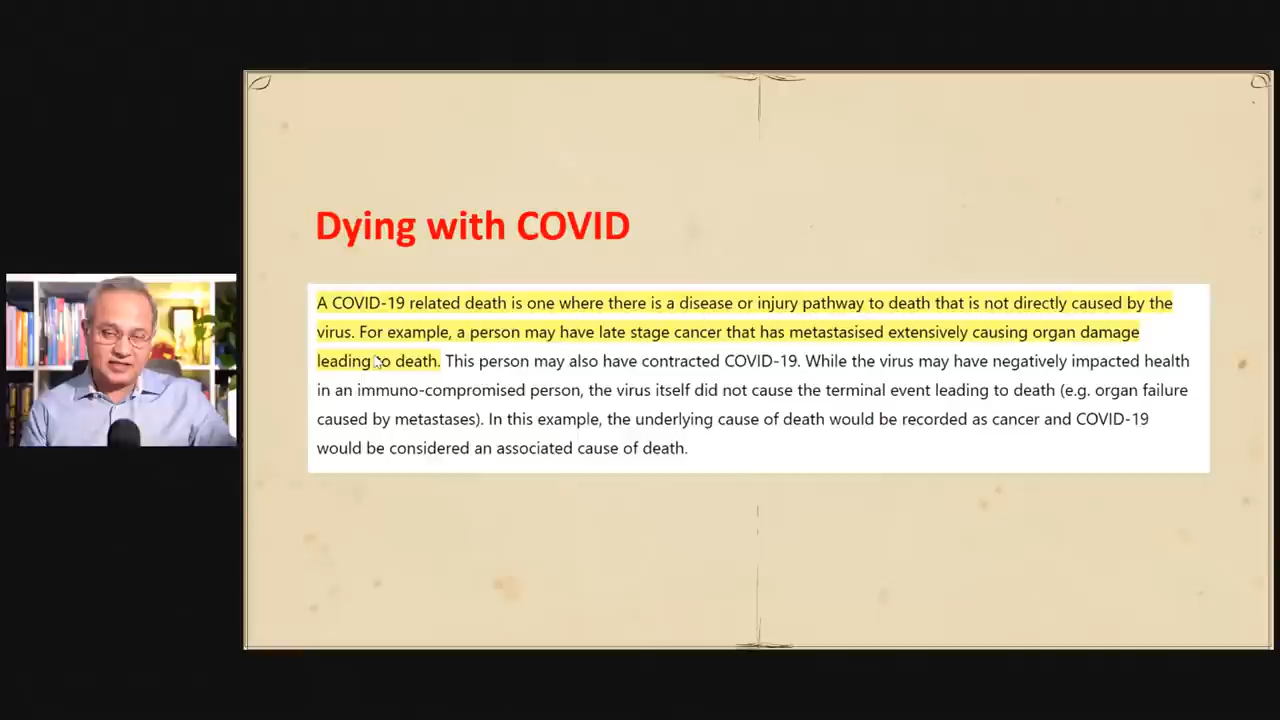 Dying with COVID
A COVID-19 related death is one where there is a disease or injury pathway to death that is not directly caused by the
virus. For example, a person may have late stage cancer that has metastasised extensively causing organ damage
leading to death. This person may also have contracted COVID-19. While the virus may have negatively impacted health
in an immuno-compromised person, the virus itself did not cause the terminal event leading to death (e.g. organ failure
caused by metastases). In this example, the underlying cause of death would be recorded as cancer and COVID-19
would be considered an associated cause of death.